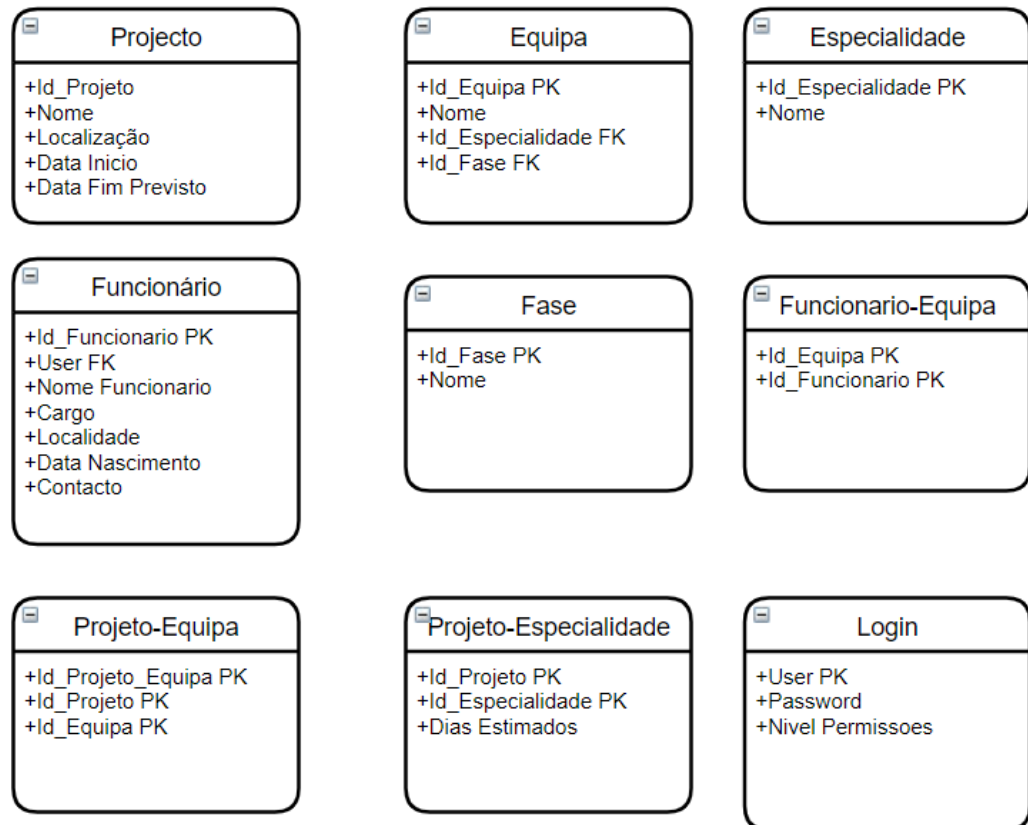 Projecto
+Id_Projeto
+Nome
+Localização
+Data Inicio
+Data Fim Previsto
Equipa
+Id_Equipa PK
+Nome
+Id_Especialidade FK
+Id_Fase FK
Especialidade
+Id_Especialidade PK
+Nome
Funcionário
+Id_Funcionario PK
+User FK
+Nome Funcionario
+Cargo
+Localidade
+Data Nascimento
+Contacto
Fase
+Id_Fase PK
+Nome
Funcionario-Equipa
+Id_Equipa PK
+Id_Funcionario PK
Projeto-Equipa
+Id_Projeto_Equipa PK
+Id_Projeto PK
+Id_Equipa PK
Projeto-Especialidade
+Id_Projeto PK
+Id_Especialidade PK
+Dias Estimados
Login
+User PK
+Password
+Nivel Permissoes